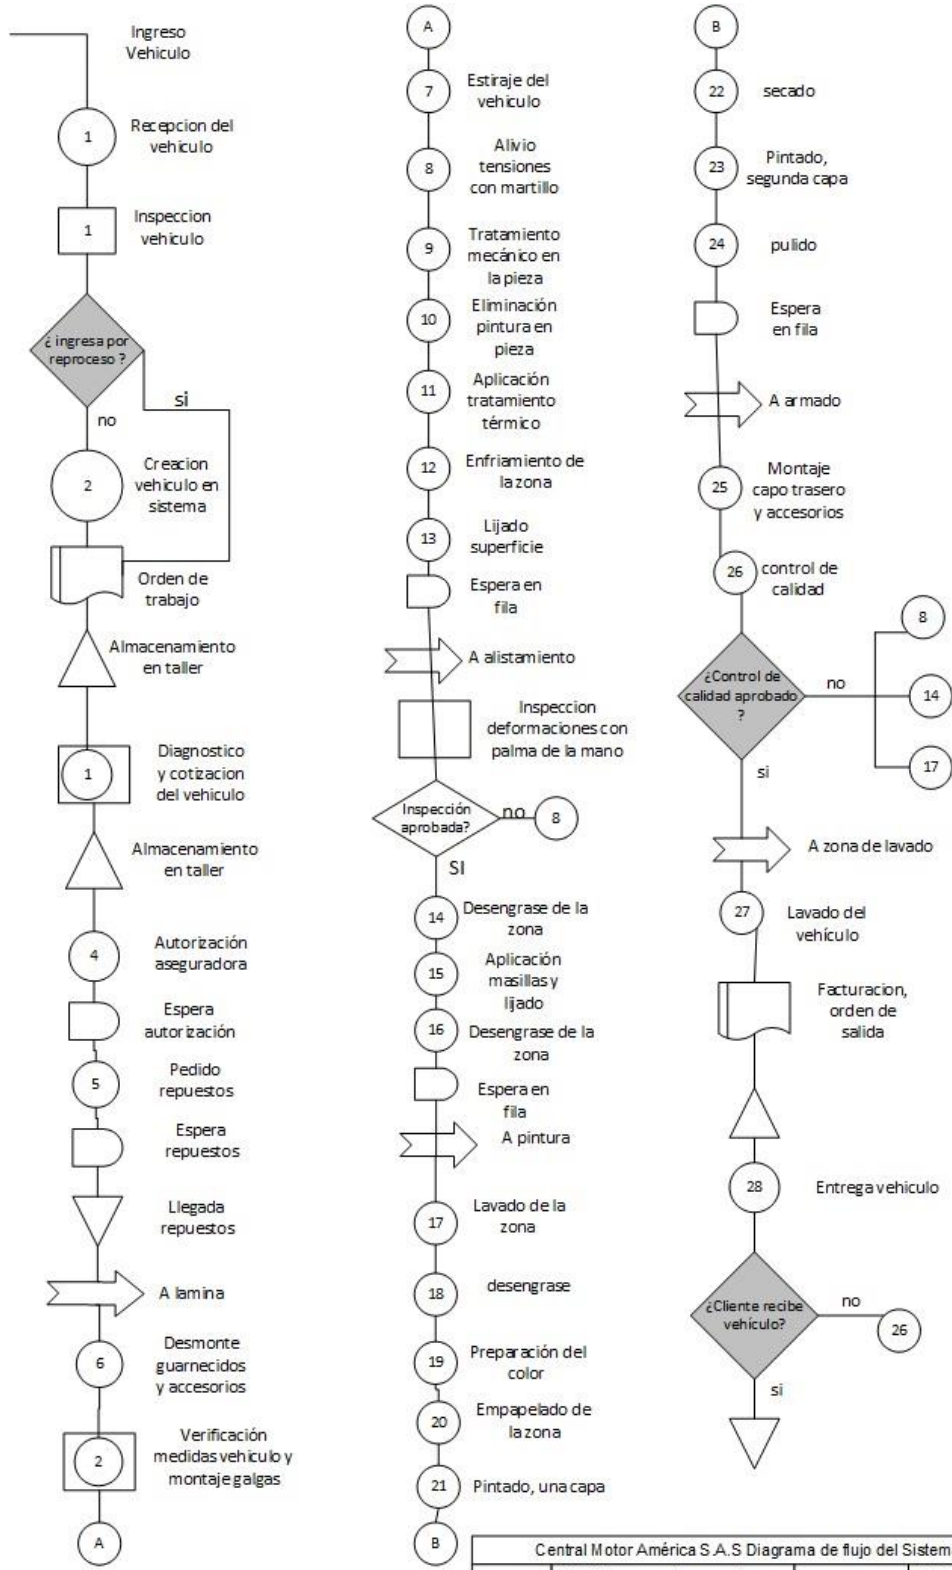 Ingreso
Vehiculo
1
Recepcion del
vehiculo
1
Inspeccion
vehiculo
¿ ingresa por
reproceso ?
si
no
2
Creacion
vehiculo en
sistema
Orden de
trabajo
Almacenamiento
en taller
1
Diagnostico
y cotizacion
del vehiculo
Almacenamiento
en taller
4
Autorización
aseguradora
Espera
autorización
5
Pedido
repuestos
Espera
repuestos
Llegada
repuestos
A lamina
6
Desmonte
guarnecidos
y accesorios
2
Verificación
medidas vehiculo y
montaje galgas
A
A
7
Estiraje del
vehiculo
8
Alivio
tensiones
con martillo
9
Tratamiento
mecánico en
la pieza
10
Eliminación
pintura en
pieza
11
Aplicación
tratamiento
térmico
12
Enfriamiento de
la zona
13
Lijado
superficie
Espera en
fila
A alistamiento
Inspeccion
deformaciones con
palma de la mano
Inspección
aprobada?
no
8
SI
14
Desengrase de la
zona
15
Aplicación
masillas y
lijado
16
Desengrase de la
zona
Espera en
fila
A pintura
17
Lavado de la
zona
18
desengrase
19
Preparación del
color
20
Empapelado de
la zona
21
Pintado, una capa
B
B
22
secado
23
Pintado,
segunda capa
24
pulido
Espera
en fila
A armado
25
Montaje
capo trasero
y accesorios
26
control de
calidad
¿Control de
calidad aprobado
?
no
8
14
17
si
A zona de lavado
27
Lavado del
vehículo
Facturacion,
orden de
salida
28
Entrega vehiculo
¿Cliente recibe
vehículo?
no
26
si
Central Motor América S.A.S Diagrama de flujo del Sistem